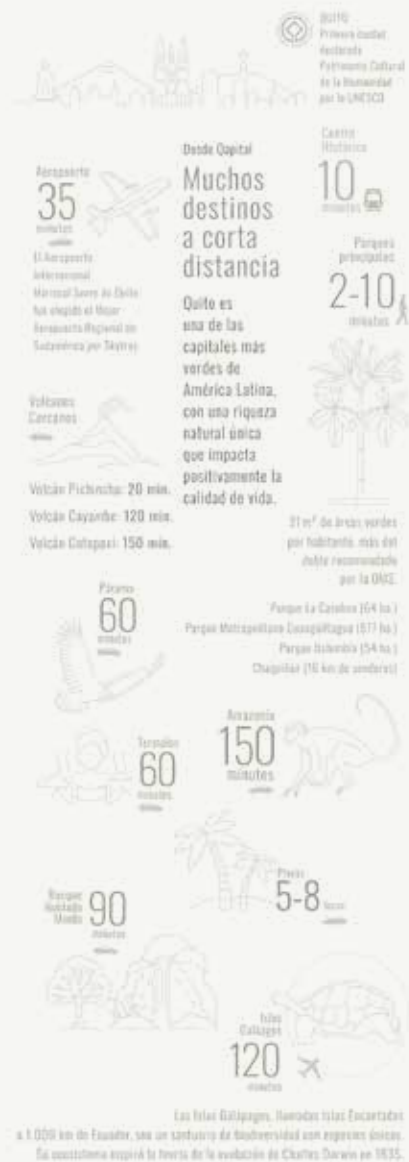 QUITO
Primera ciudad
declarada
Patrimonio Cultural
de la Humanidad
por la UNESCO
Desde Qapital
Muchos
destinos
a corta
distancia
Quito es
una de las
capitales más
verdes de
América Latina,
con una riqueza
natural única
que impacta
positivamente la
calidad de vida.
Aeropuerto
35
minutos
El Aeropuerto
Internacional
Mariscal Sucre de Quito
fue elegido el Mejor
Aeropuerto Regional de
Sudamérica por Skytrax
Centro
Histórico
10
minutos
Parques
principales
2-10
minutos
Volcanes
Cercanos
Volcán Pichincha: 20 min.
Volcán Cayambe: 120 min.
Volcán Cotopaxi: 150 min.
21 m² de áreas verdes
por habitante, más del
doble recomendado
por la OMS.
Parque La Carolina (64 ha.)
Parque Metropolitano Guangüiltagua (577 ha.)
Parque Itchimbía (54 ha.)
Chaquiñán (16 km de senderos)
Páramo
60
minutos
Termales
60
minutos
Amazonía
150
minutos
Playas
5-8 horas
Bosque
Nublado
Mindo
90
minutos
Islas
Galápagos
120
minutos
Las Islas Galápagos, llamadas Islas Encantadas
a 1.000 km de Ecuador, son un santuario de biodiversidad con especies únicas.
Su ecosistema inspiró la teoría de la evolución de Charles Darwin en 1835.